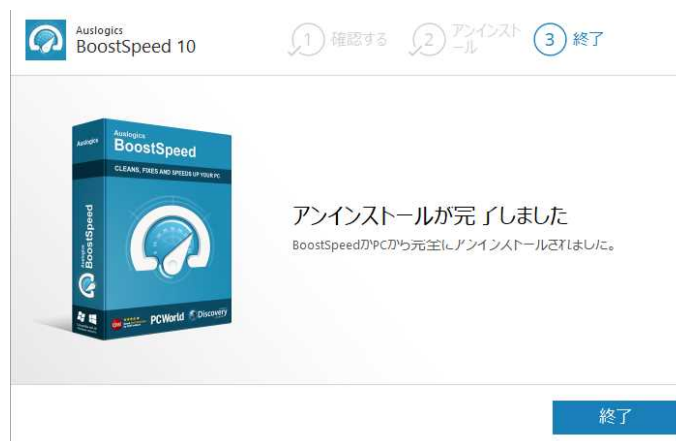 Auslogics
BoostSpeed 10
1 確認する
2 アンインスト
ール
3 終了
Auslogics
Auslogics
BoostSpeed
CLEANS, FIXES AND SPEEDS UP YOUR PC
Auslogics
BoostSpeed
PCWorld
Discovery
アンインストールが完了しました
BoostSpeedがPCから完全にアンインストールされました。
終了